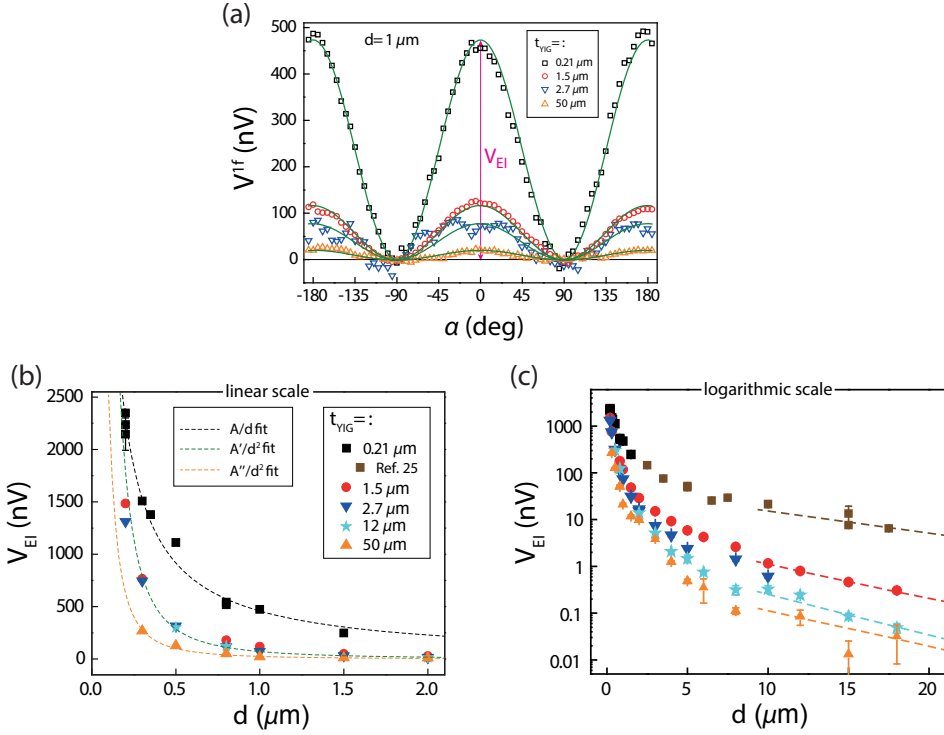 (a)
500
400
300
200
100
0
V¹ᶠ (nV)
d= 1 μm
t_YIG= :
0.21 μm
1.5 μm
2.7 μm
50 μm
V_EI
-180 -135 -90 -45 0 45 90 135 180
α (deg)
(b)
linear scale
2500
2000
1500
1000
500
0
V_EI (nV)
A/d fit
A'/d² fit
A''/d² fit
t_YIG= :
0.21 μm
Ref. 25
1.5 μm
2.7 μm
12 μm
50 μm
0.0 0.5 1.0 1.5 2.0
d (μm)
(c)
logarithmic scale
1000
100
10
1
0.1
0.01
V_EI (nV)
0 5 10 15 20
d (μm)